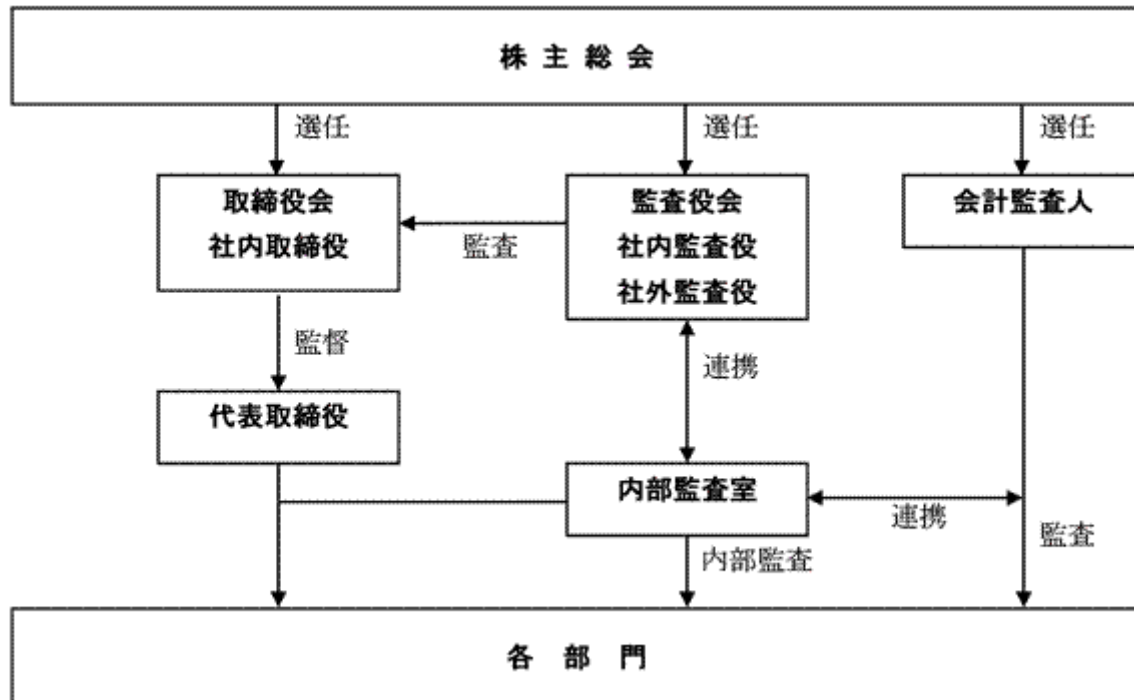 株主総会
選任
選任
選任
取締役会
社内取締役
監査
監査役会
社内監査役
社外監査役
会計監査人
監督
連携
代表取締役
内部監査室
連携
監査
内部監査
各部門